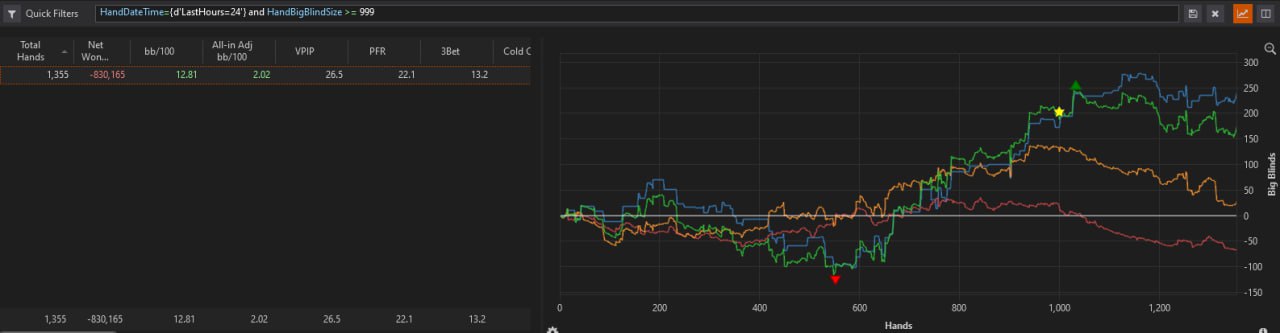 Quick Filters
HandDateTime={d'LastHours=24'} and HandBigBlindSize >= 999
Total Hands
Net Won...
bb/100
All-in Adj bb/100
VPIP
PFR
3Bet
Cold C
1,355 -830,165 12.81 2.02 26.5 22.1 13.2
1,355 -830,165 12.81 2.02 26.5 22.1 13.2
300
250
200
150
100
50
0
-50
-100
-150
Big Blinds
0 200 400 600 800 1,000 1,200
Hands